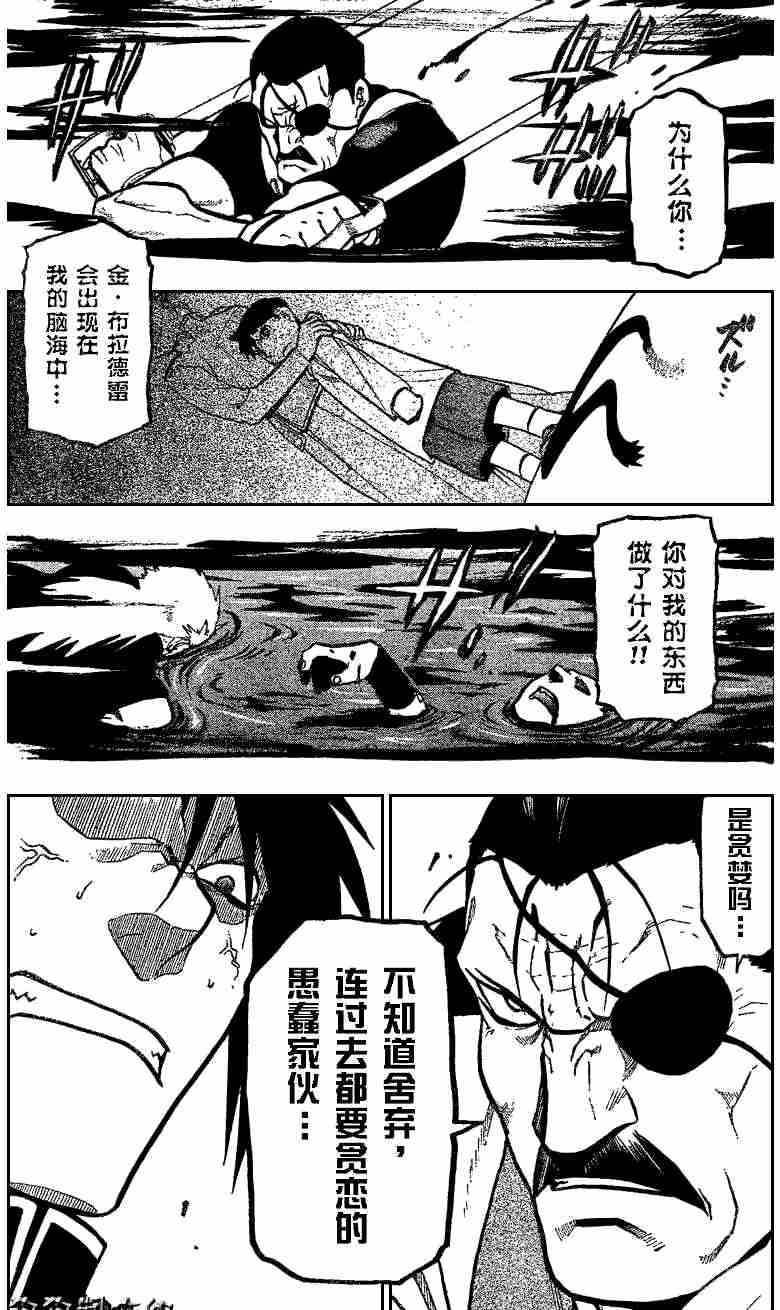 为什么你…
金·布拉德雷
会出现在
我的脑海中…
ズル…
你对我的东西
做了什么!!
是贪婪吗…
不知道舍弃，
连过去都要贪恋的
愚蠢家伙…